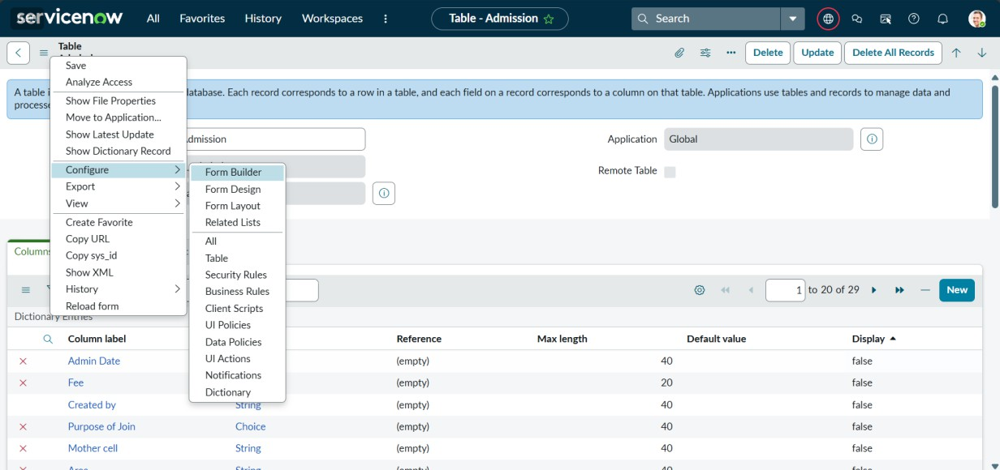 servicenow All Favorites History Workspaces Table - Admission Search
Table
Delete Update Delete All Records
Save
Analyze Access
Show File Properties
Move to Application...
Show Latest Update
Show Dictionary Record
Configure
Export
View
Create Favorite
Copy URL
Copy sys_id
Show XML
History
Reload form
Form Builder
Form Design
Form Layout
Related Lists
All
Table
Security Rules
Business Rules
Client Scripts
UI Policies
Data Policies
UI Actions
Notifications
Dictionary
A table database. Each record corresponds to a row in a table, and each field on a record corresponds to a column on that table. Applications use tables and records to manage data and
Admission Application Global
Remote Table
Columns
1 to 20 of 29 New
Dictionary Entries
Column label Reference Max length Default value Display
Admin Date (empty) 40 false
Fee (empty) 20 false
Created by String (empty) 40 false
Purpose of Join Choice (empty) 40 false
Mother cell String (empty) 40 false
Area String (empty) 40 false